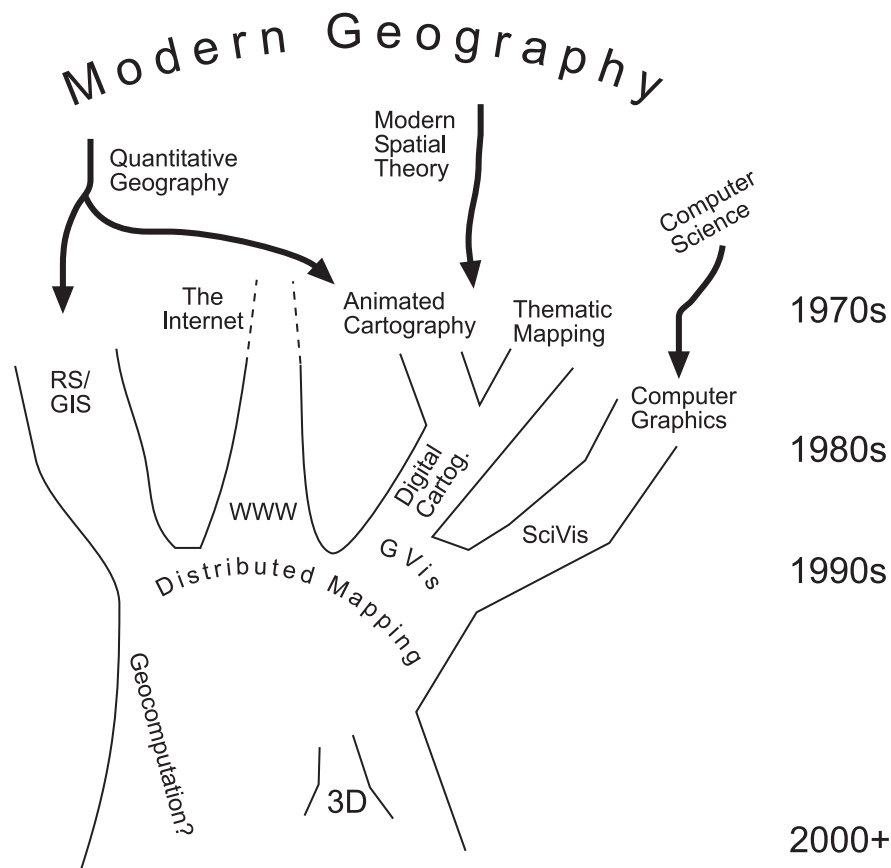 Modern Geography
Quantitative
Geography
Modern
Spatial
Theory
Computer
Science
The
Internet
Animated
Cartography
Thematic
Mapping
1970s
RS/
GIS
Computer
Graphics
Digital
Cartog.
1980s
WWW
SciVis
G Vis
Distributed Mapping
1990s
Geocomputation?
3D
2000+